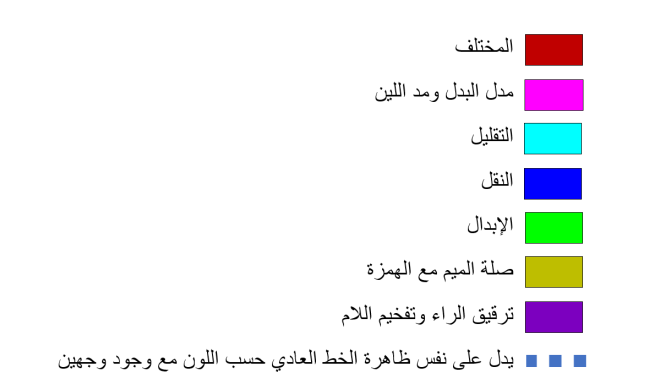 المختلف
مدل البدل ومد اللين
التقليل
النقل
الإبدال
صلة الميم مع الهمزة
ترقيق الراء وتفخيم اللام
يدل على نفس ظاهرة الخط العادي حسب اللون مع وجود وجهين